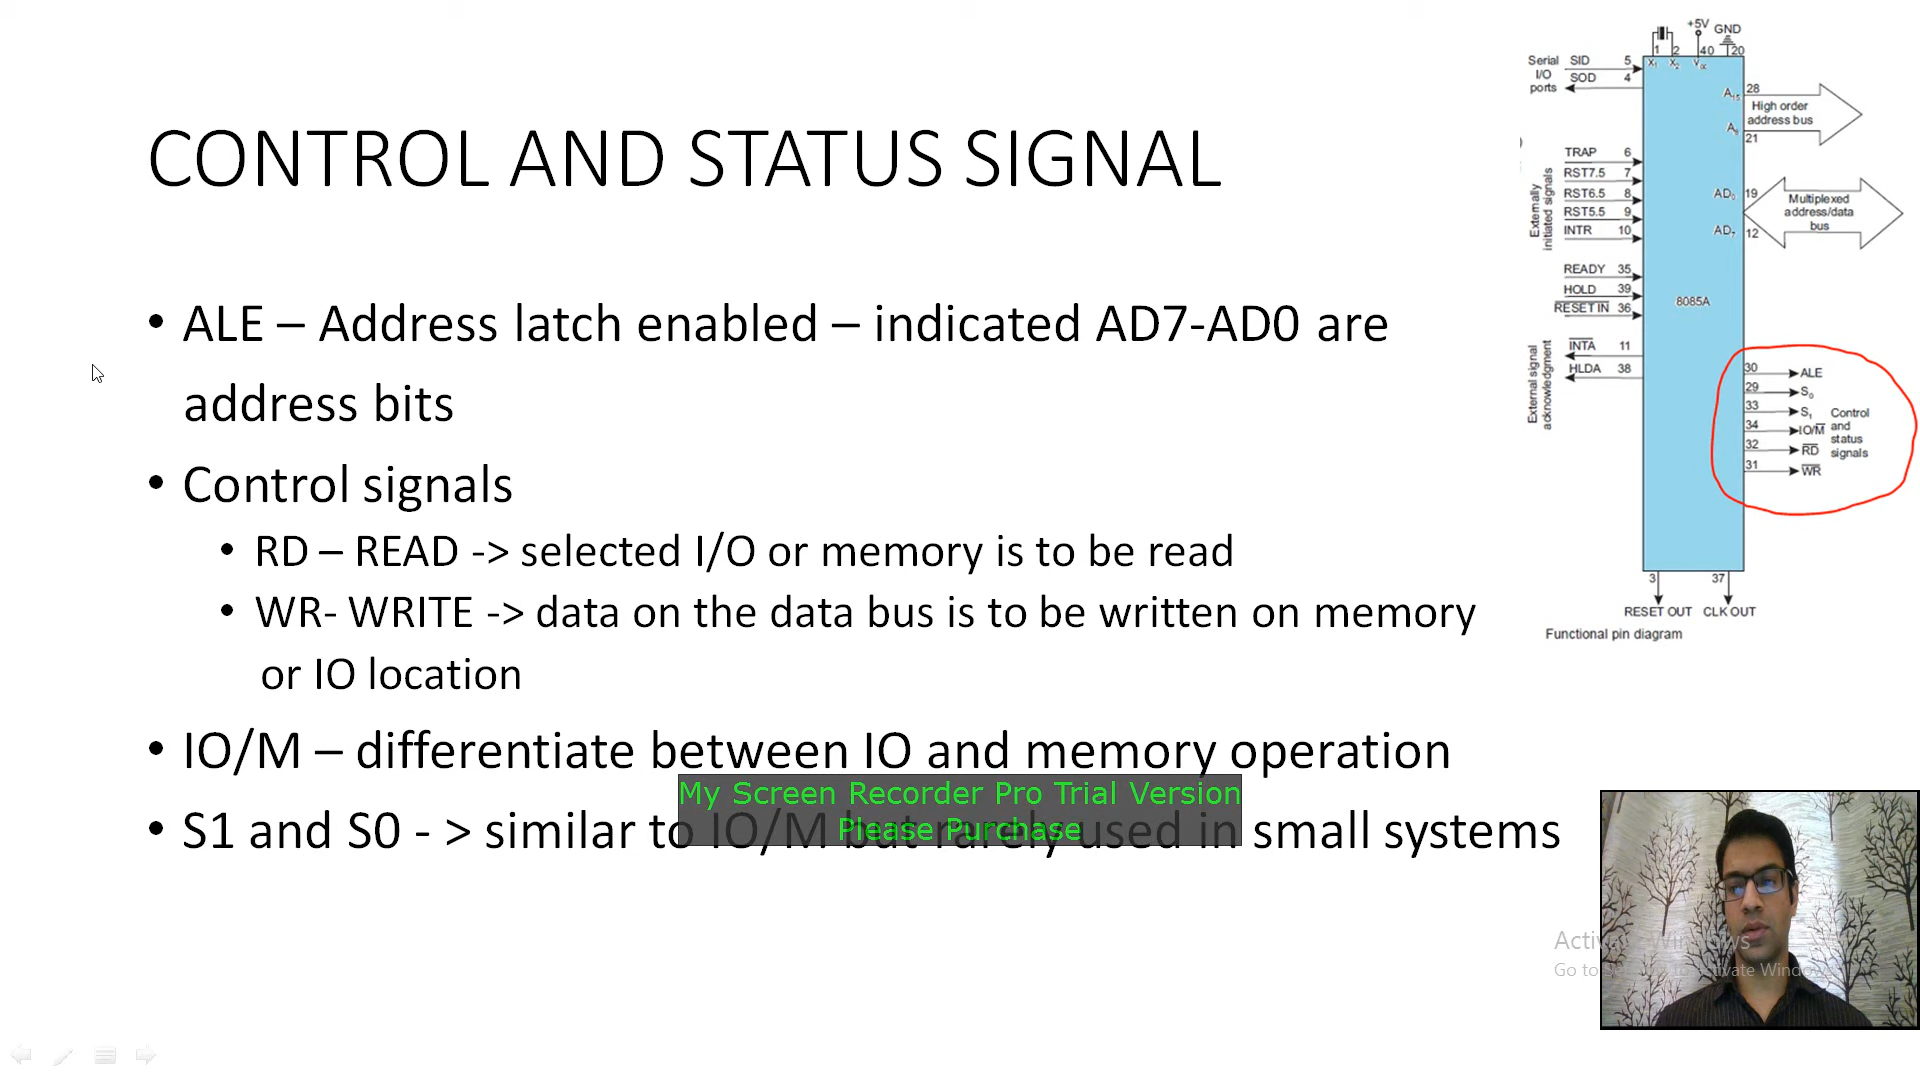 CONTROL AND STATUS SIGNAL
• ALE – Address latch enabled – indicated AD7-AD0 are
address bits
• Control signals
• RD – READ -> selected I/O or memory is to be read
• WR- WRITE -> data on the data bus is to be written on memory
or IO location
• IO/M – differentiate between IO and memory operation
• S1 and S0 - > similar to IO/M but rarely used in small systems
My Screen Recorder Pro Trial Version
Please Purchase
+5V
GND
1 2 40 20
X1 X2 Vcc
Serial
I/O
ports
SID 5
SOD 4
Externally
initiated signals
TRAP 6
RST7.5 7
RST6.5 8
RST5.5 9
INTR 10
READY 35
HOLD 39
RESET IN 36
External signal
acknowledgment
INTA 11
HLDA 38
8085A
A15 28
High order
address bus
A8 21
AD0 19
Multiplexed
address/data
bus
AD7 12
30 ALE
29 S0
33 S1
34 IO/M
32 RD
31 WR
Control
and
status
signals
3 37
RESET OUT CLK OUT
Functional pin diagram
Activate Windows
Go to Settings to activate Windows